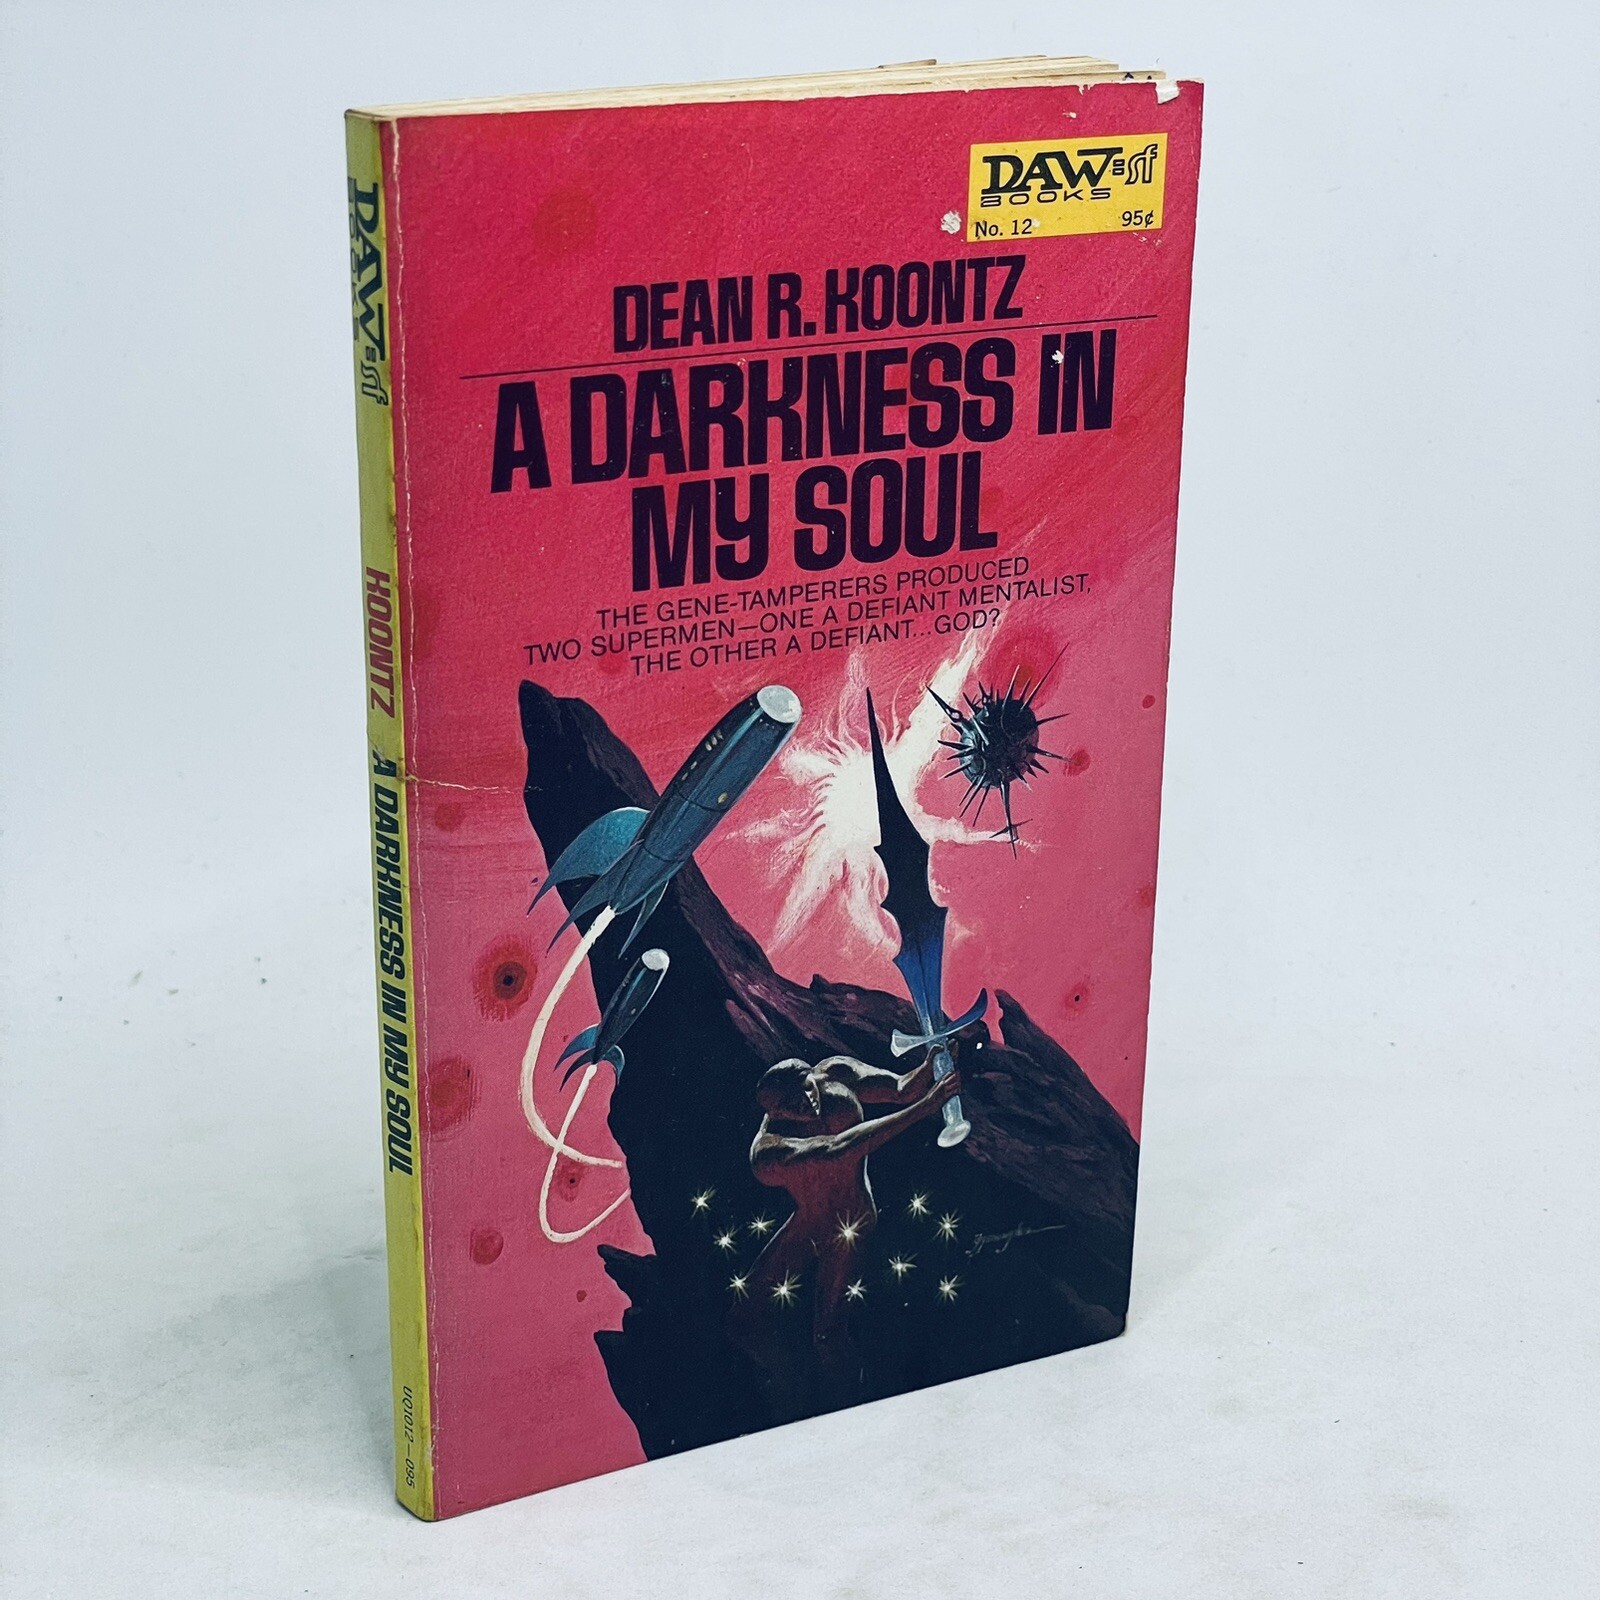 DAW:sf
BOOKS
No. 12 95¢
DEAN R. KOONTZ
A DARKNESS IN
MY SOUL
THE GENE-TAMPERERS PRODUCED
TWO SUPERMEN—ONE A DEFIANT MENTALIST,
THE OTHER A DEFIANT...GOD?
DAW:sf
BOOKS
KOONTZ A DARKNESS IN MY SOUL
UQ1012—095